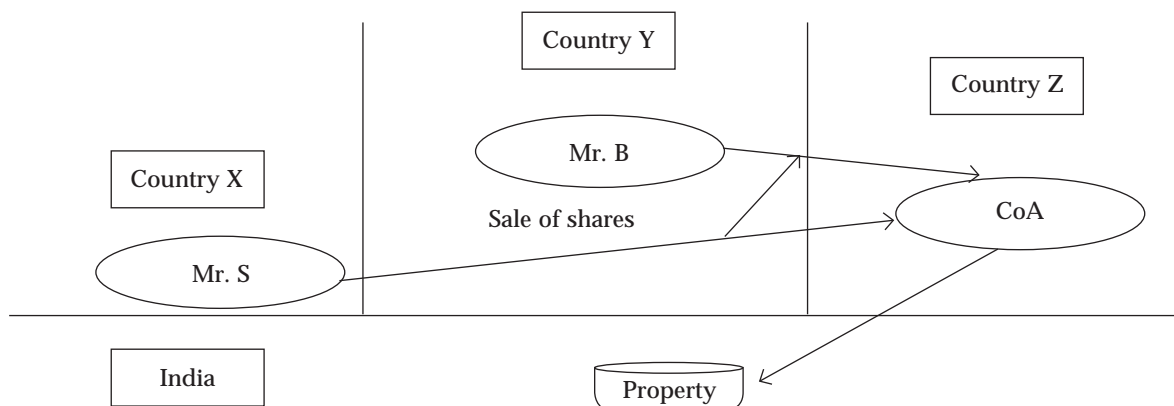 Country Y
Country Z
Mr. B
Country X
CoA
Sale of shares
Mr. S
India
Property